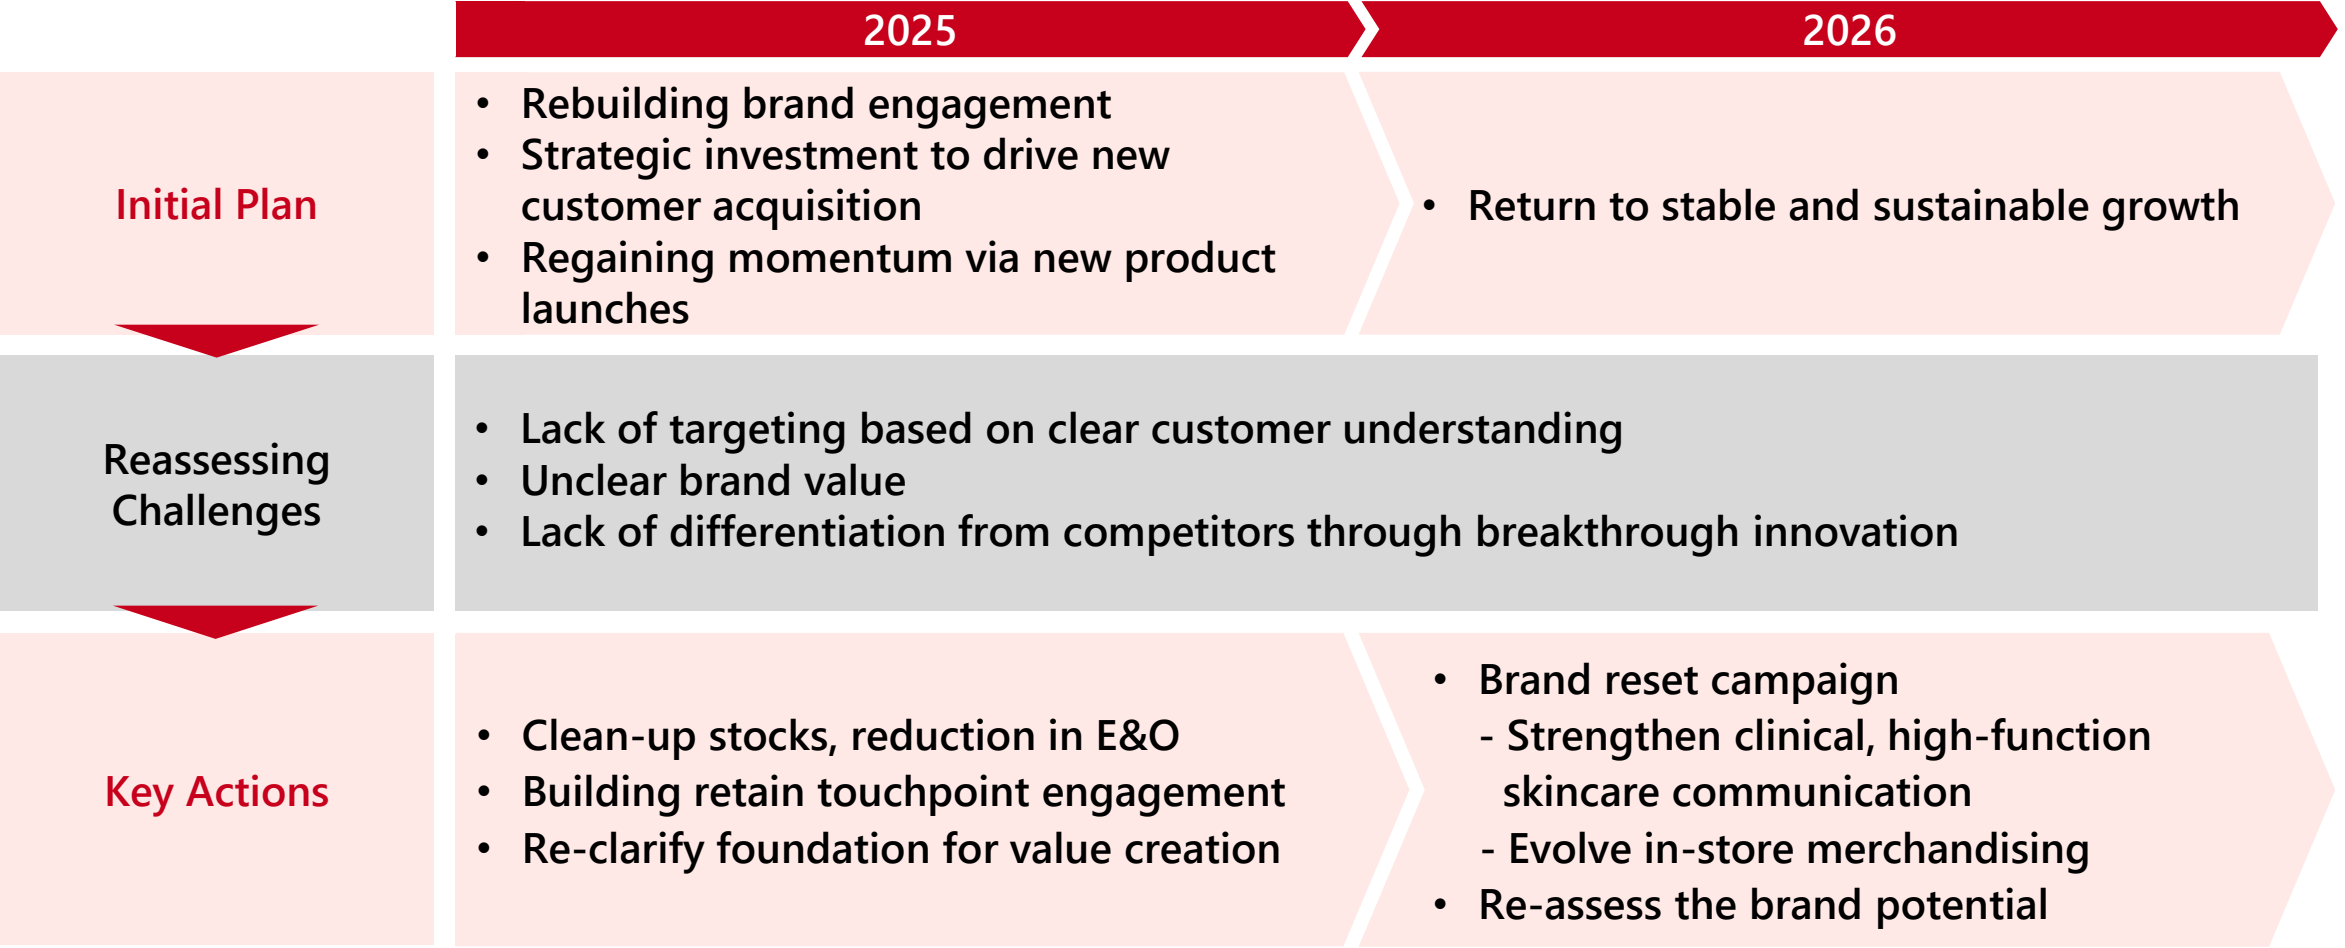 2025
2026
Initial Plan
• Rebuilding brand engagement
• Strategic investment to drive new
customer acquisition
• Regaining momentum via new product
launches
• Return to stable and sustainable growth
Reassessing
Challenges
• Lack of targeting based on clear customer understanding
• Unclear brand value
• Lack of differentiation from competitors through breakthrough innovation
Key Actions
• Clean-up stocks, reduction in E&O
• Building retain touchpoint engagement
• Re-clarify foundation for value creation
• Brand reset campaign
- Strengthen clinical, high-function
skincare communication
- Evolve in-store merchandising
• Re-assess the brand potential